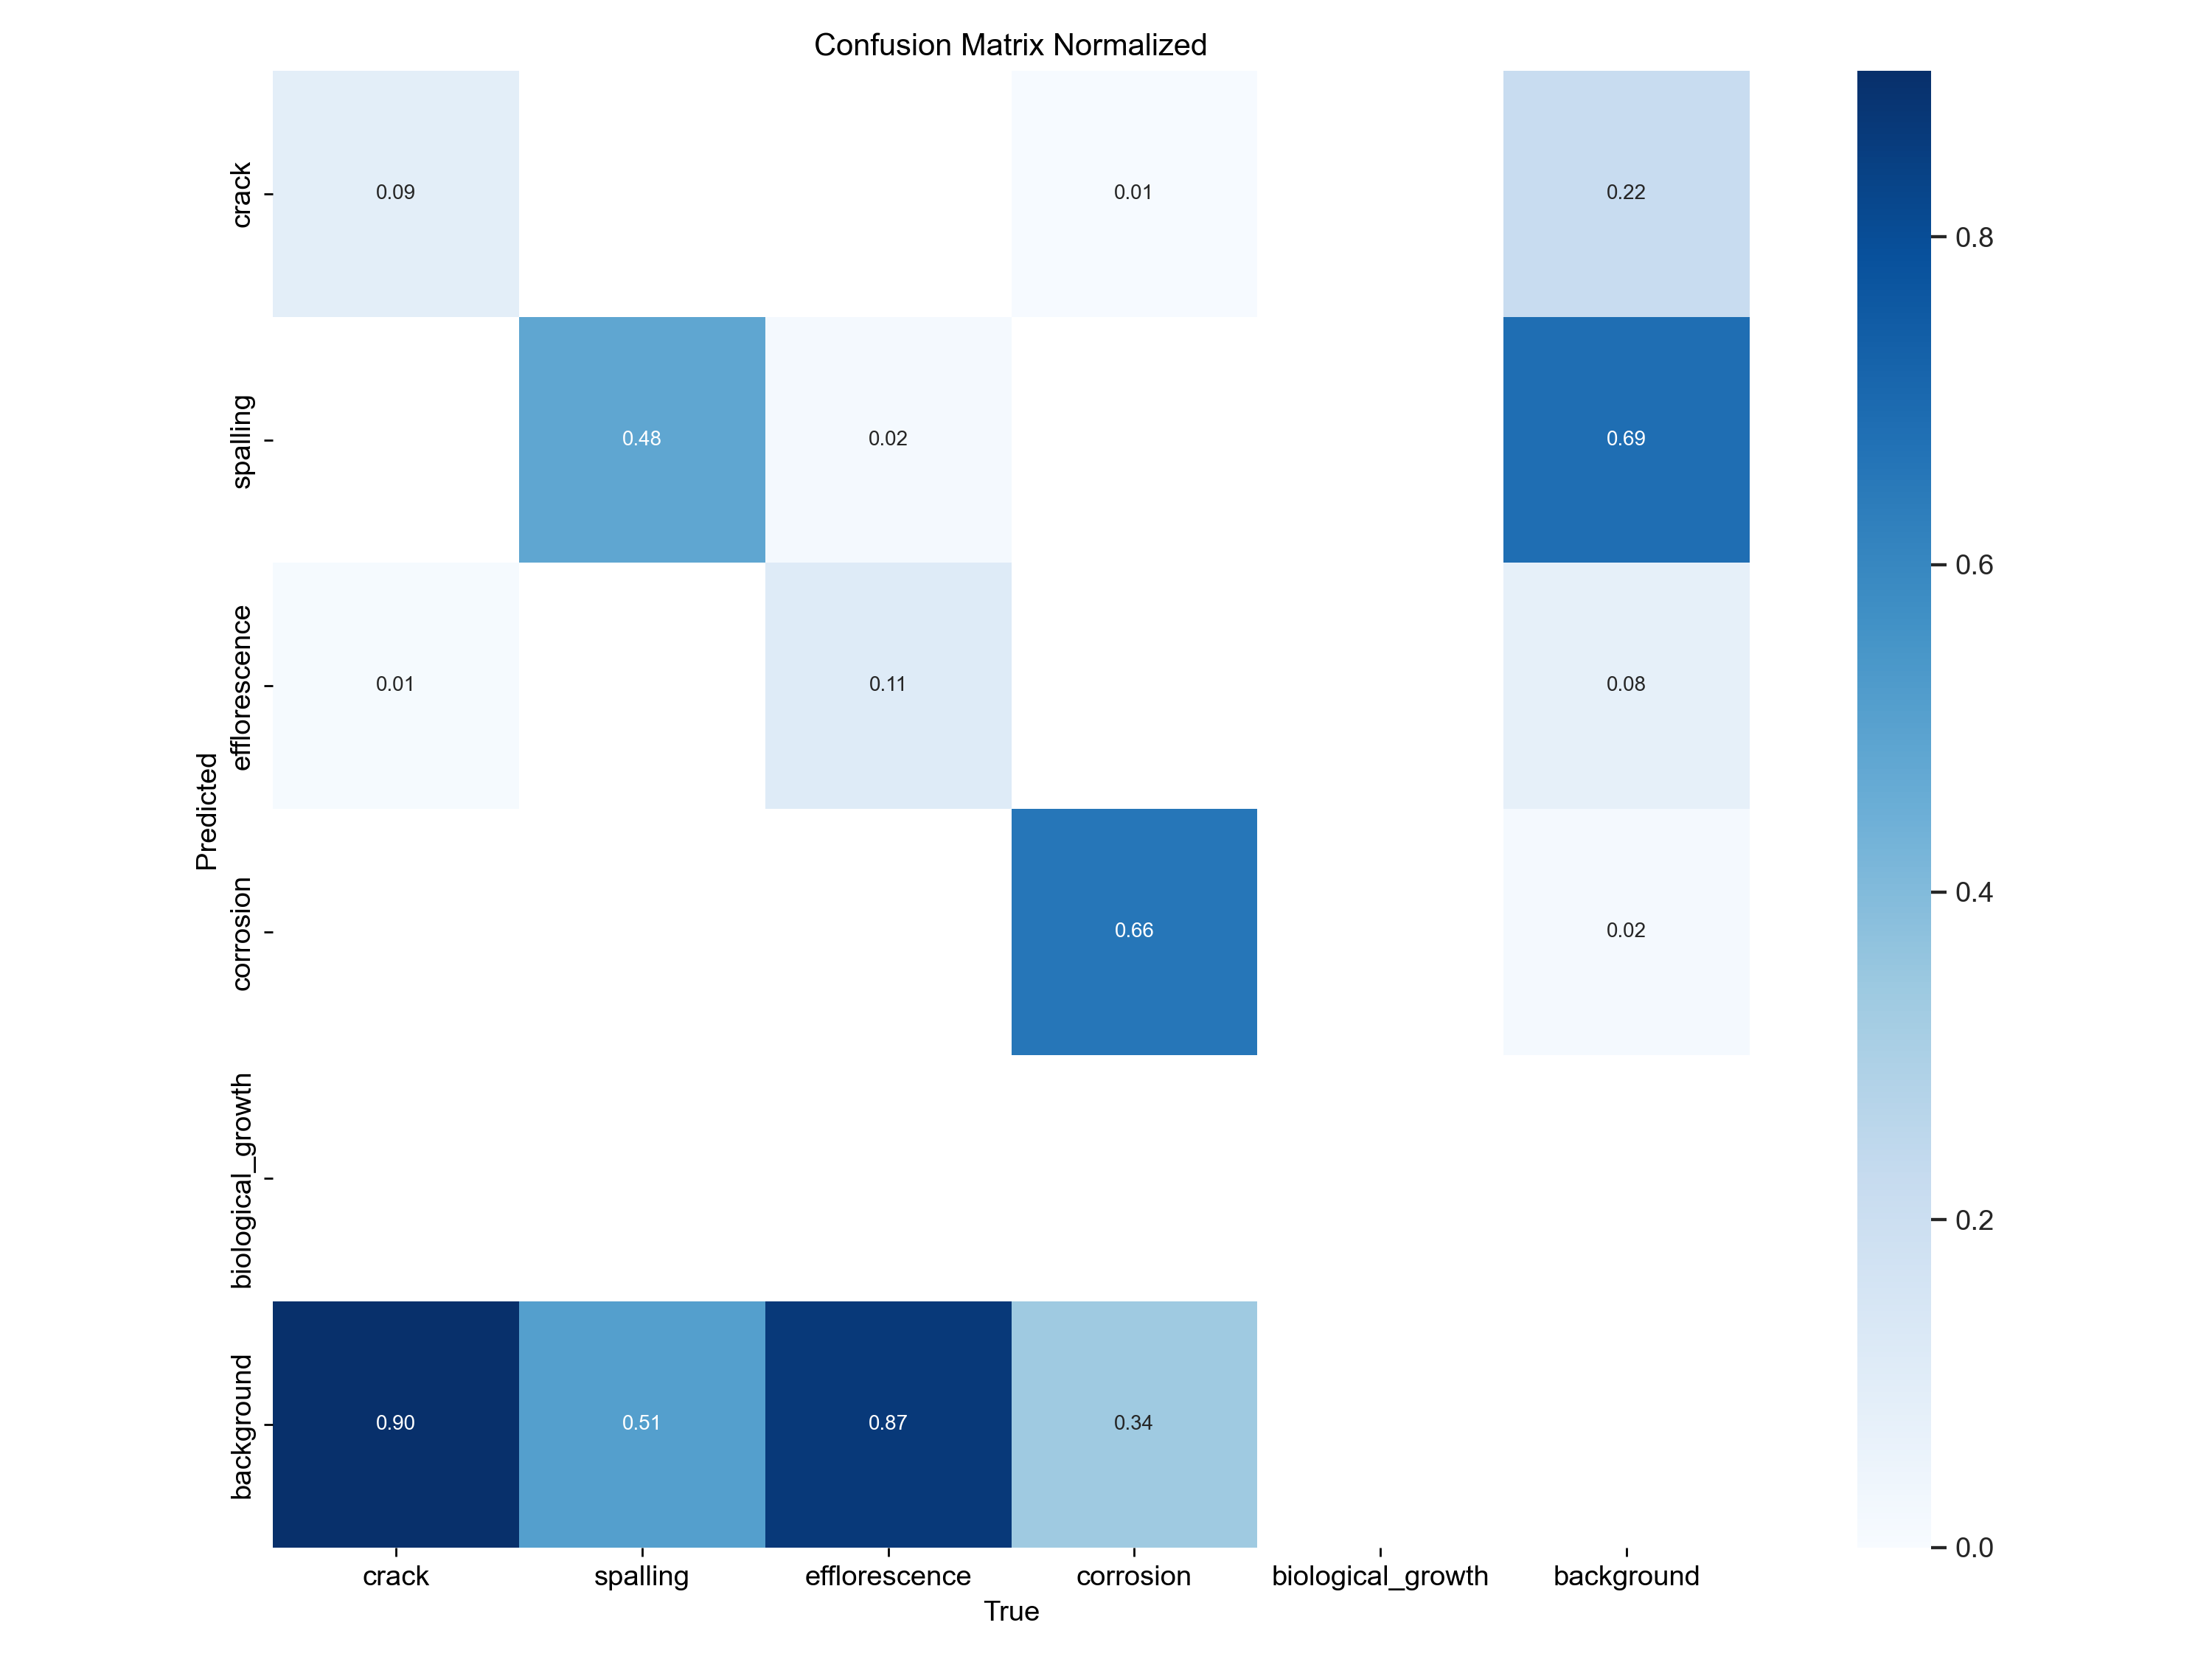 Confusion Matrix Normalized
crack
0.09
0.01
0.22
spalling
0.48
0.02
0.69
efflorescence
0.01
0.11
0.08
corrosion
0.66
0.02
biological_growth
background
0.90
0.51
0.87
0.34
Predicted
crack
spalling
efflorescence
corrosion
biological_growth
background
True
0.8
0.6
0.4
0.2
0.0